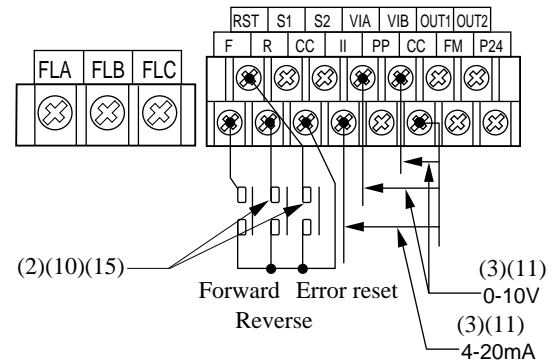 RST S1 S2 VIA VIB OUT1 OUT2
F R CC II PP CC FM P24
FLA FLB FLC
(2)(10)(15)
Forward Error reset
Reverse
(3)(11)
0-10V
(3)(11)
4-20mA